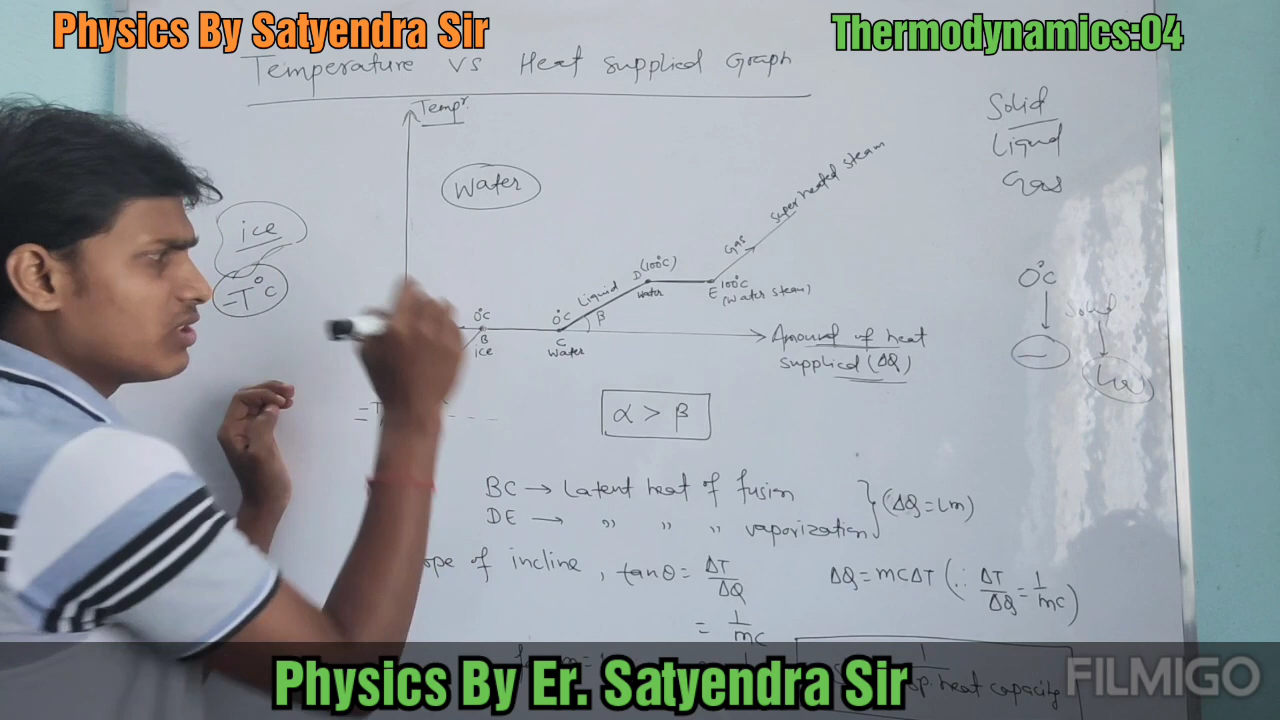 Physics By Satyendra Sir
Thermodynamics:04
Temperature vs Heat supplied Graph
Tempr.
Water
ice
-T°C
Solid
Liquid
Gas
Super heated steam
Gas
D (100°C)
Water
E 100°C
(Water steam)
Liquid
β
0°C
B
ice
0°C
C
Water
Amount of heat
supplied (ΔQ)
0°C
Solid
α > β
BC → Latent heat of fusion
DE → " " " vaporization
} (ΔQ = Lm)
of incline, tanθ = ΔT/ΔQ
= 1/mc
ΔQ = mCΔT (∴ ΔT/ΔQ = 1/mc)
heat capacity
Physics By Er. Satyendra Sir
FILMIGO